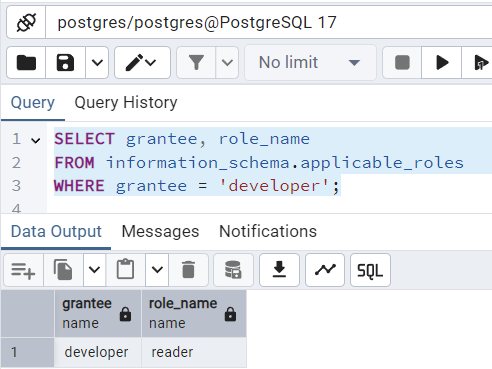 postgres/postgres@PostgreSQL 17
No limit
Query Query History
1 SELECT grantee, role_name
2 FROM information_schema.applicable_roles
3 WHERE grantee = 'developer';
4
Data Output Messages Notifications
SQL
grantee role_name
name name
1 developer reader